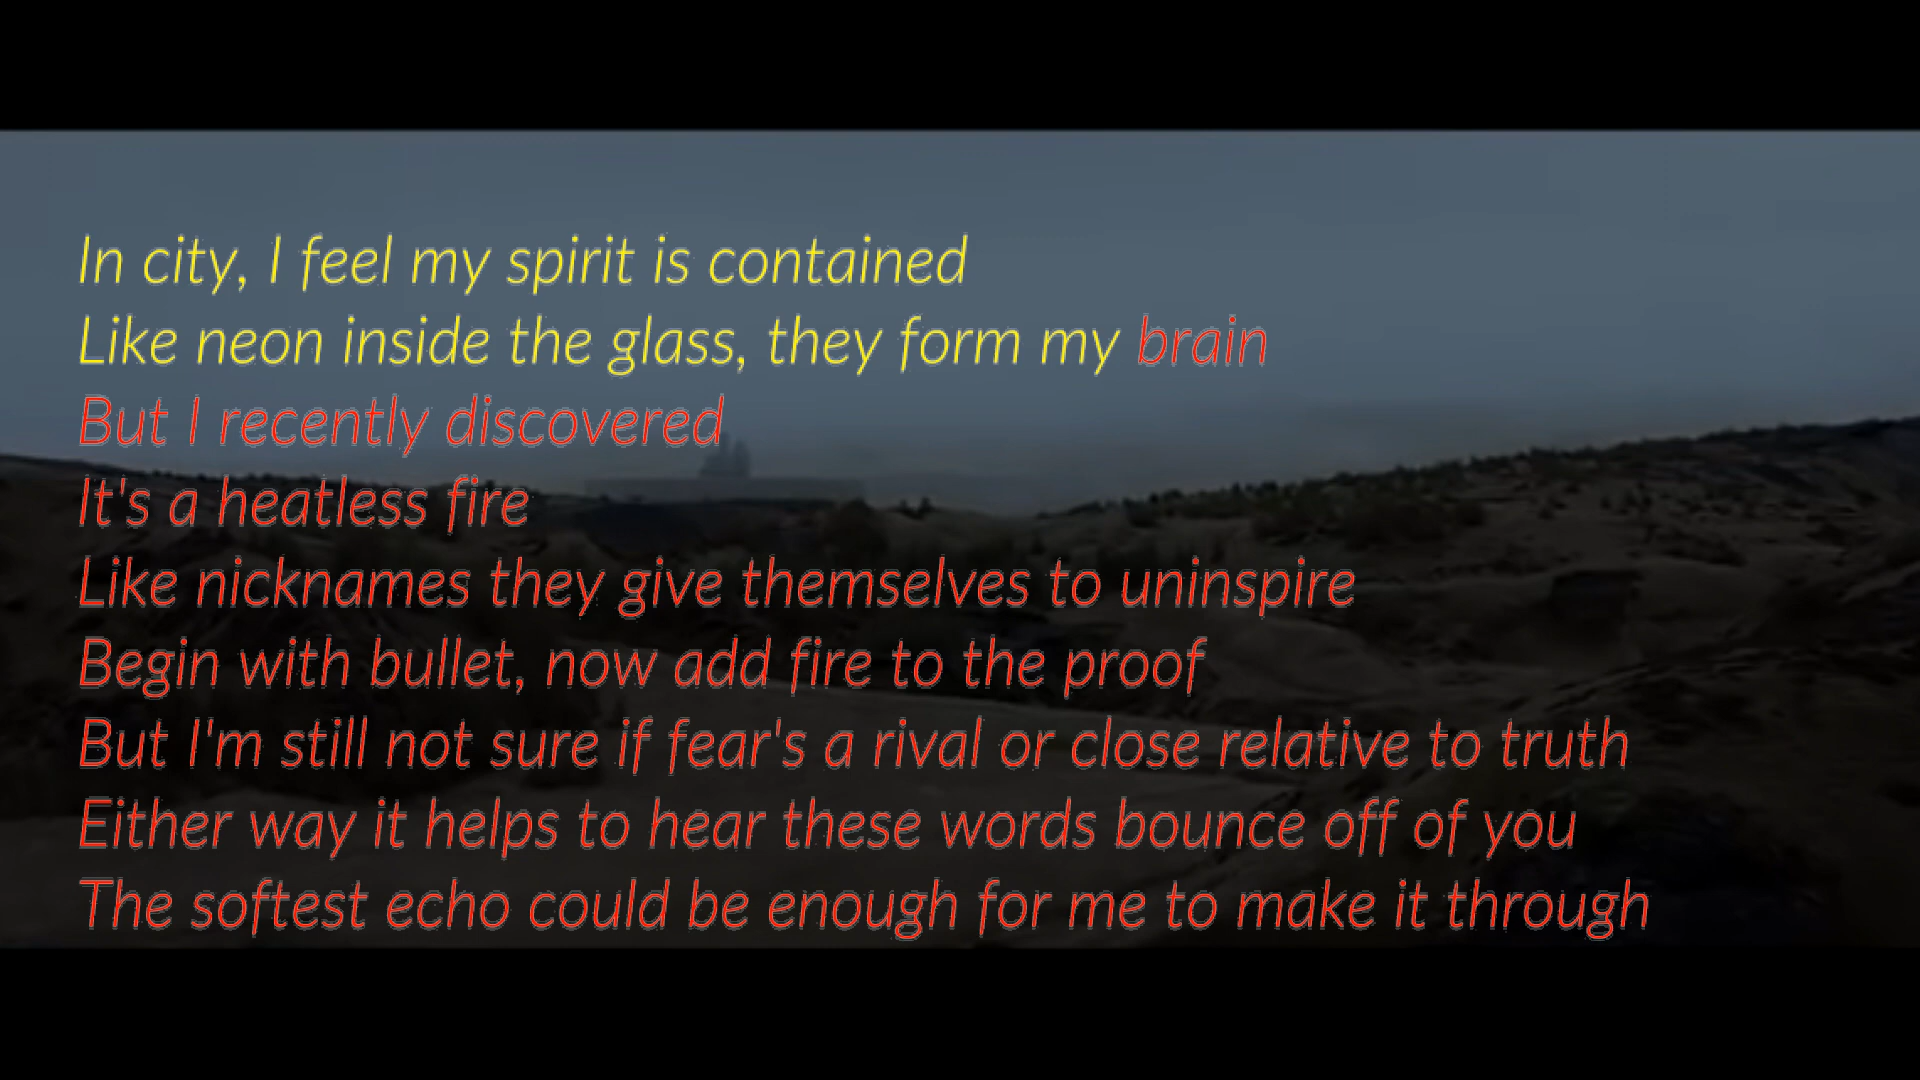 In city, I feel my spirit is contained
Like neon inside the glass, they form my brain
But I recently discovered
It's a heatless fire
Like nicknames they give themselves to uninspire
Begin with bullet, now add fire to the proof
But I'm still not sure if fear's a rival or close relative to truth
Either way it helps to hear these words bounce off of you
The softest echo could be enough for me to make it through